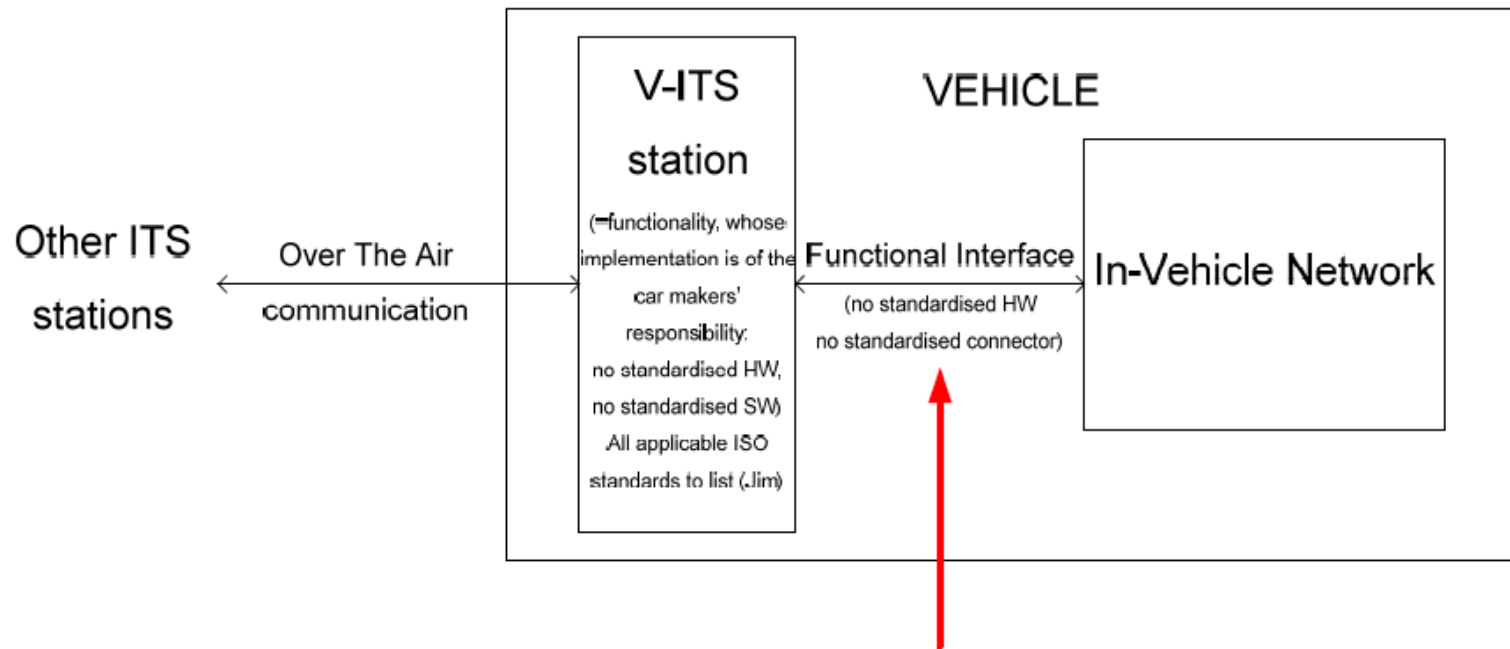 Other ITS
stations
Over The Air
communication
V-ITS
station
(=functionality, whose
implementation is of the
car makers'
responsibility:
no standardised HW,
no standardised SW)
All applicable ISO
standards to list (Jim)
VEHICLE
Functional Interface
(no standardised HW
no standardised connector)
In-Vehicle Network